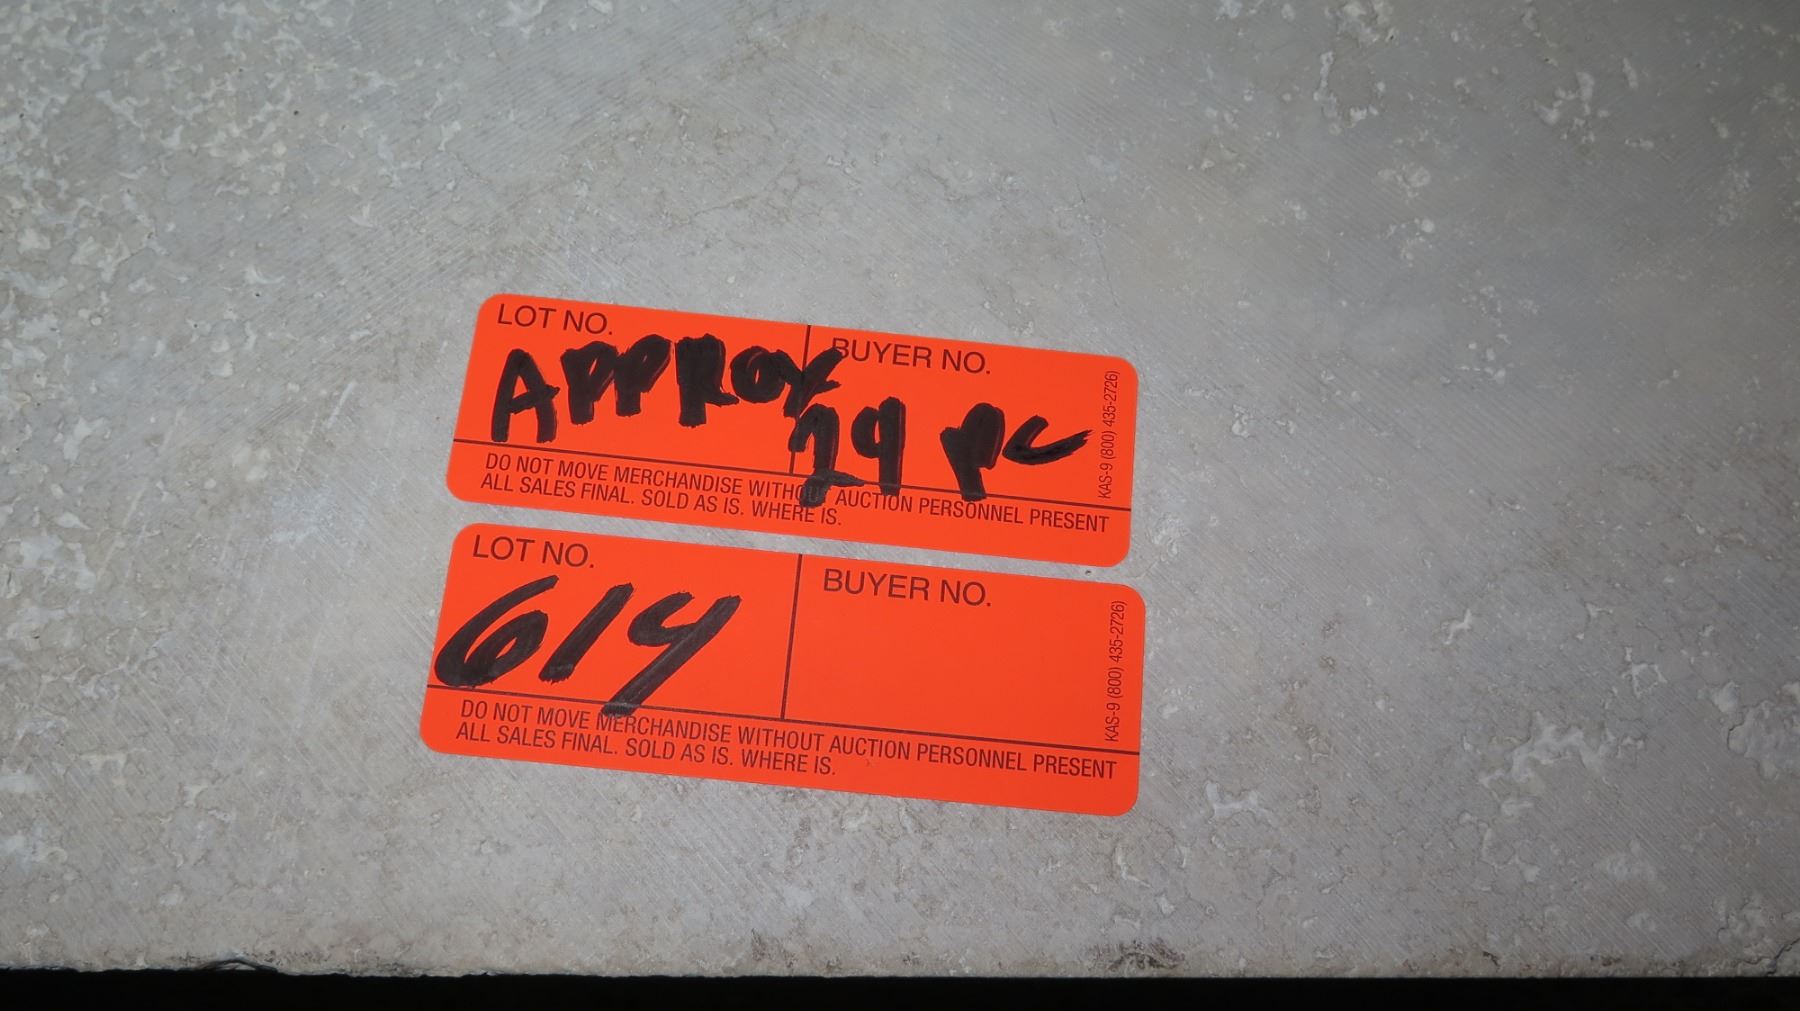 LOT NO.
BUYER NO.
APPROX
29 pc
KAS-9 (800) 435-2726)
DO NOT MOVE MERCHANDISE WITHOUT AUCTION PERSONNEL PRESENT
ALL SALES FINAL. SOLD AS IS. WHERE IS.
LOT NO.
BUYER NO.
614
KAS-9 (800) 435-2726)
DO NOT MOVE MERCHANDISE WITHOUT AUCTION PERSONNEL PRESENT
ALL SALES FINAL. SOLD AS IS. WHERE IS.